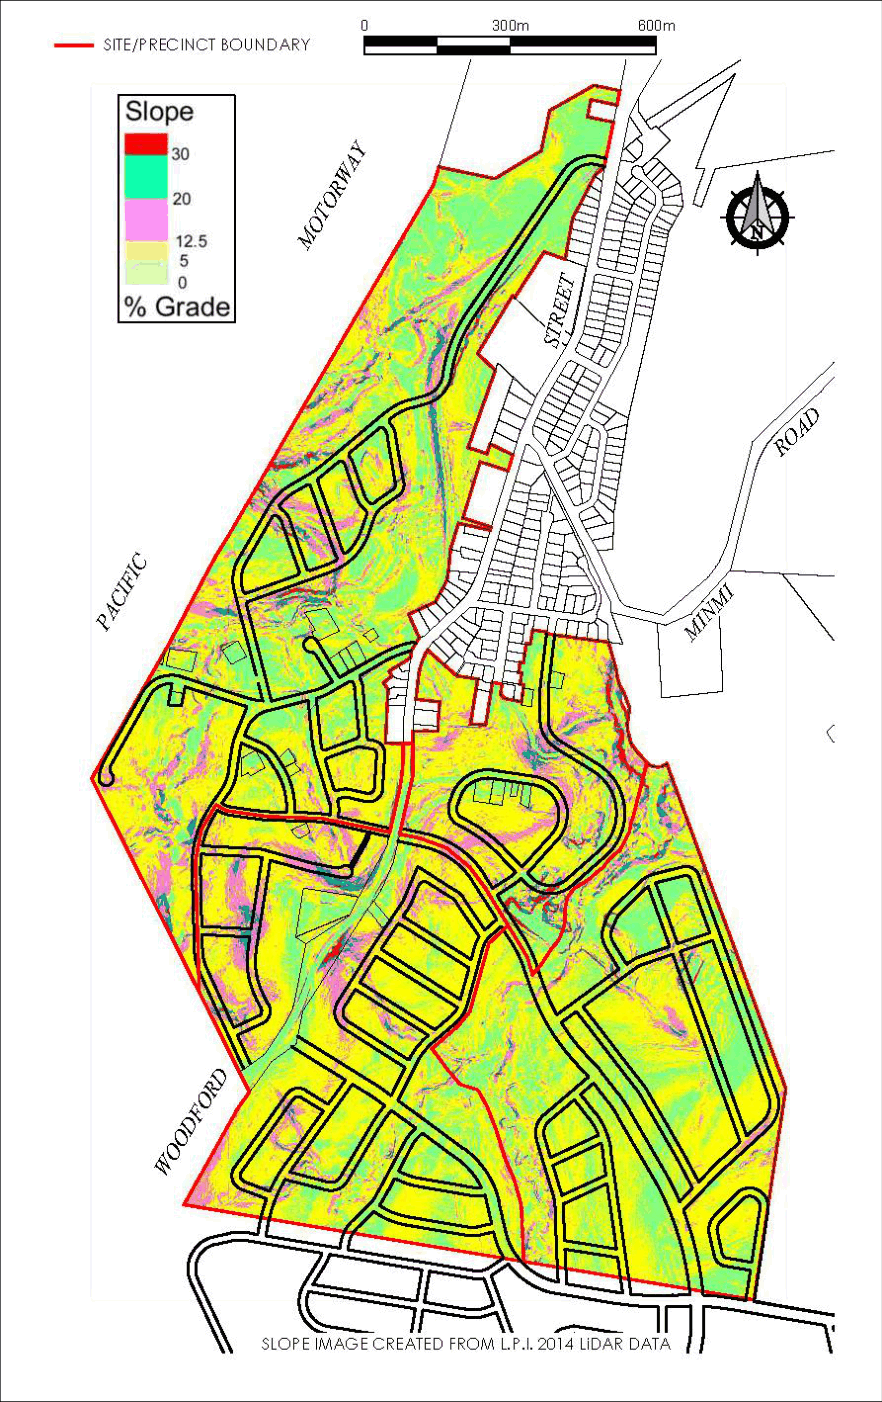 0 300m 600m
SITE/PRECINCT BOUNDARY
Slope
30
20
12.5
5
0
% Grade
MOTORWAY
N
STREET
ROAD
PACIFIC
MINMI
WOODFORD
SLOPE IMAGE CREATED FROM L.P.I. 2014 LiDAR DATA